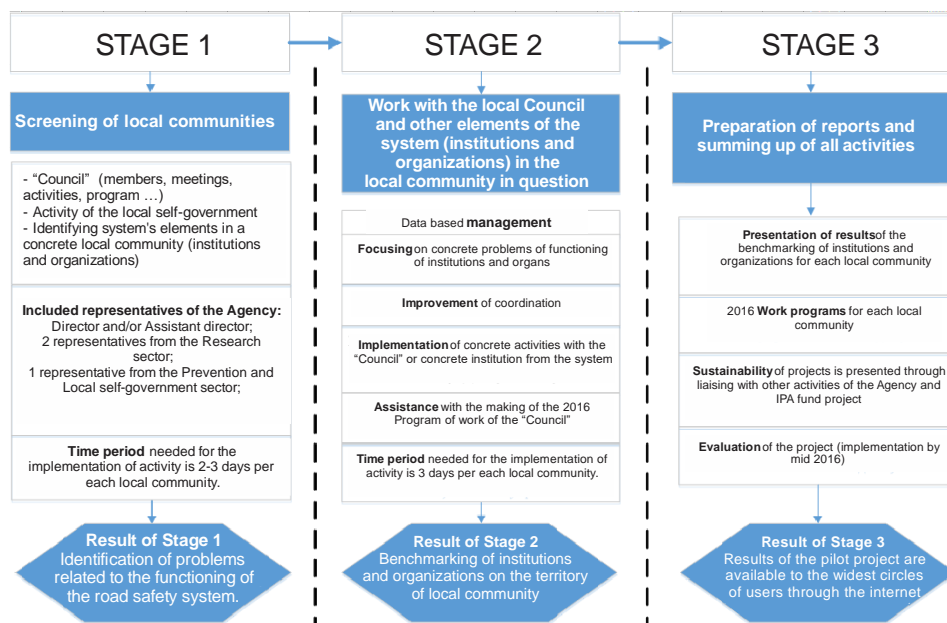 STAGE 1
Screening of local communities
- “Council” (members, meetings,
activities, program ...)
- Activity of the local self-government
- Identifying system's elements in a
concrete local community (institutions
and organizations)
Included representatives of the Agency:
Director and/or Assistant director;
2 representatives from the Research
sector;
1 representative from the Prevention and
Local self-government sector;
Time period needed for the
implementation of activity is 2-3 days per
each local community.
Result of Stage 1
Identification of problems
related to the functioning of
the road safety system.
STAGE 2
Work with the local Council
and other elements of the
system (institutions and
organizations) in the
local community in question
Data based management
Focusing on concrete problems of functioning
of institutions and organs
Improvement of coordination
Implementation of concrete activities with the
“Council” or concrete institution from the system
Assistance with the making of the 2016
Program of work of the “Council”
Time period needed for the implementation of
activity is 3 days per each local community.
Result of Stage 2
Benchmarking of institutions
and organizations on the territory
of local community
STAGE 3
Preparation of reports and
summing up of all activities
Presentation of results of the
benchmarking of institutions and
organizations for each local community
2016 Work programs for each local
community
Sustainability of projects is presented through
liaising with other activities of the Agency and
IPA fund project
Evaluation of the project (implementation by
mid 2016)
Result of Stage 3
Results of the pilot project are
available to the widest circles
of users through the internet